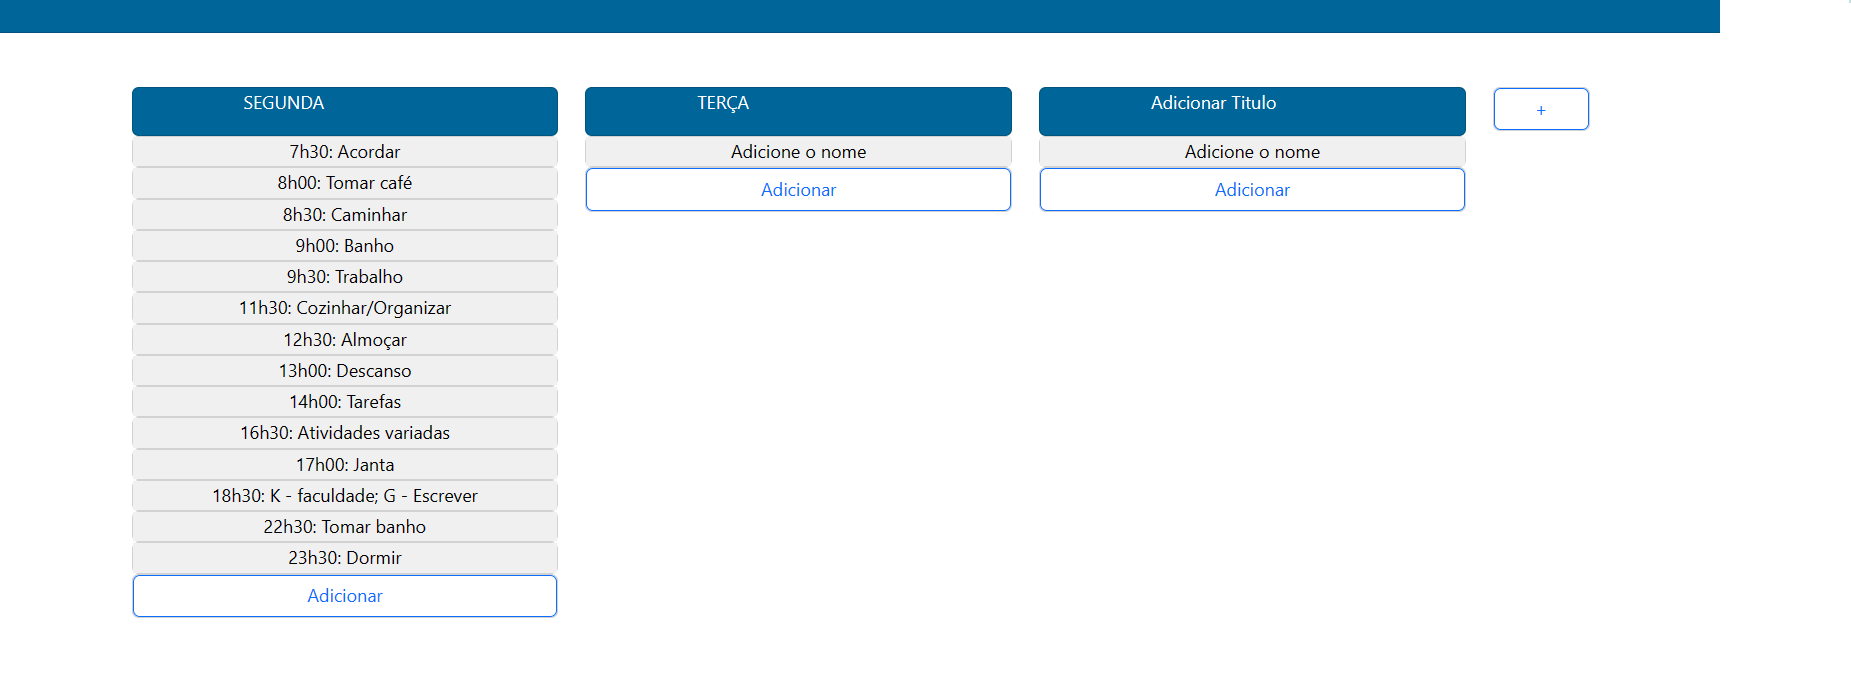 SEGUNDA
7h30: Acordar
8h00: Tomar café
8h30: Caminhar
9h00: Banho
9h30: Trabalho
11h30: Cozinhar/Organizar
12h30: Almoçar
13h00: Descanso
14h00: Tarefas
16h30: Atividades variadas
17h00: Janta
18h30: K - faculdade; G - Escrever
22h30: Tomar banho
23h30: Dormir
Adicionar
TERÇA
Adicione o nome
Adicionar
Adicionar Titulo
Adicione o nome
Adicionar
+